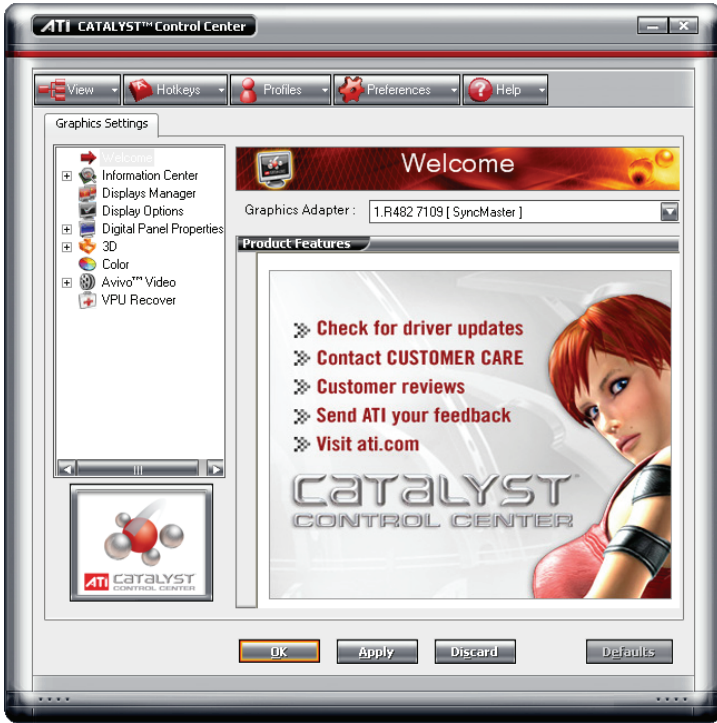 ATI CATALYST™ Control Center
View
Hotkeys
Profiles
Preferences
Help
Graphics Settings
Welcome
Information Center
Displays Manager
Display Options
Digital Panel Properties
3D
Color
Avivo™ Video
VPU Recover
ATI CATALYST
CONTROL CENTER
Welcome
Graphics Adapter :
1.R482 7109 [ SyncMaster ]
Product Features
Check for driver updates
Contact CUSTOMER CARE
Customer reviews
Send ATI your feedback
Visit ati.com
CATALYST™
CONTROL CENTER
OK
Apply
Discard
Defaults